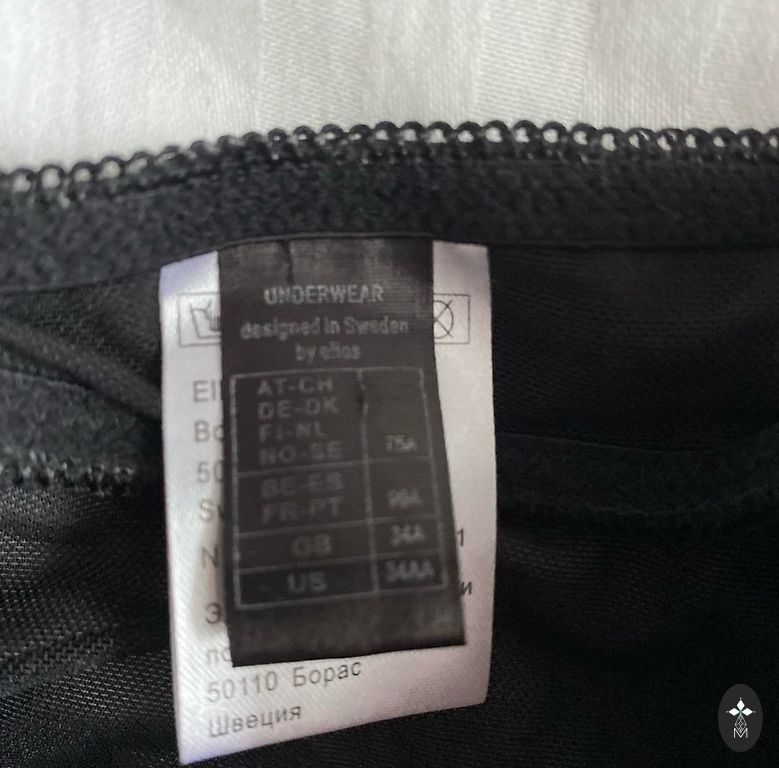 UNDERWEAR
designed in Sweden
by ellos
AT-CH
DE-DK
FI-NL
NO-SE 75A
BE-ES
FR-PT 90A
GB 34A
US 34AA
50110 Борас
Швеция
M